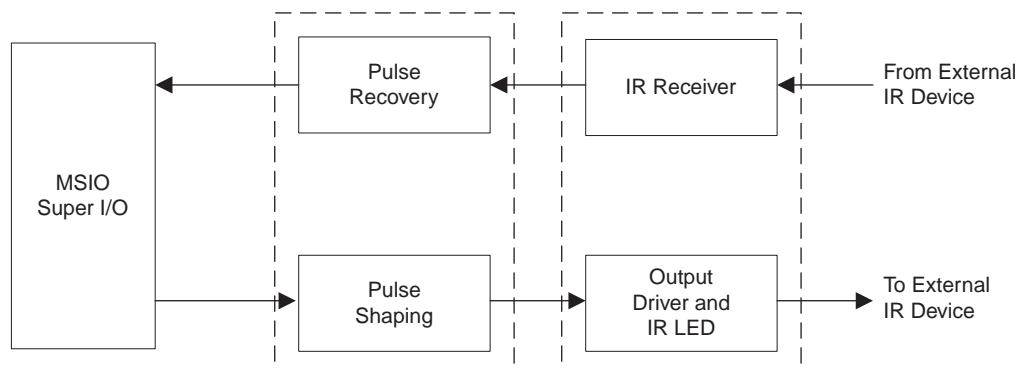 Pulse
Recovery
IR Receiver
From External
IR Device
MSIO
Super I/O
Pulse
Shaping
Output
Driver and
IR LED
To External
IR Device